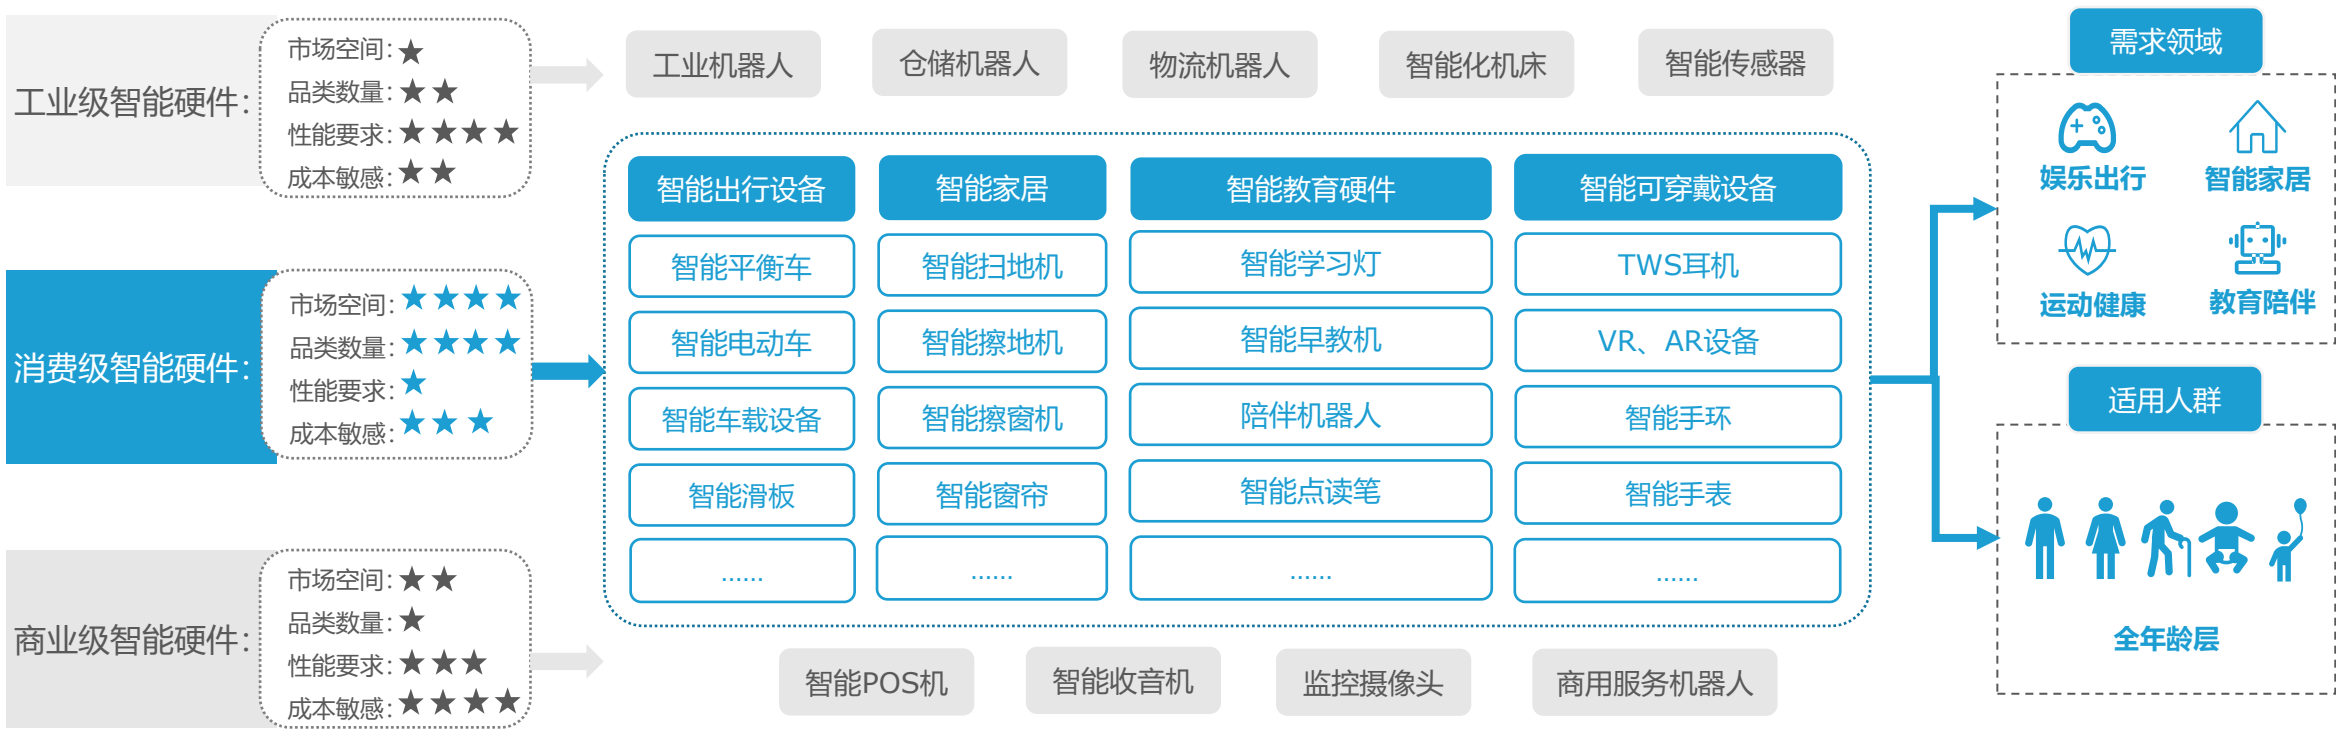 工业级智能硬件：
市场空间：★
品类数量：★★
性能要求：★★★★
成本敏感：★★
工业机器人
仓储机器人
物流机器人
智能化机床
智能传感器
消费级智能硬件：
市场空间：★★★★
品类数量：★★★★
性能要求：★
成本敏感：★★★
智能出行设备
智能平衡车
智能电动车
智能车载设备
智能滑板
......
智能家居
智能扫地机
智能擦地机
智能擦窗机
智能窗帘
......
智能教育硬件
智能学习灯
智能早教机
陪伴机器人
智能点读笔
......
智能可穿戴设备
TWS耳机
VR、AR设备
智能手环
智能手表
......
商业级智能硬件：
市场空间：★★
品类数量：★
性能要求：★★★
成本敏感：★★★★
智能POS机
智能收音机
监控摄像头
商用服务机器人
需求领域
娱乐出行
智能家居
运动健康
教育陪伴
适用人群
全年龄层